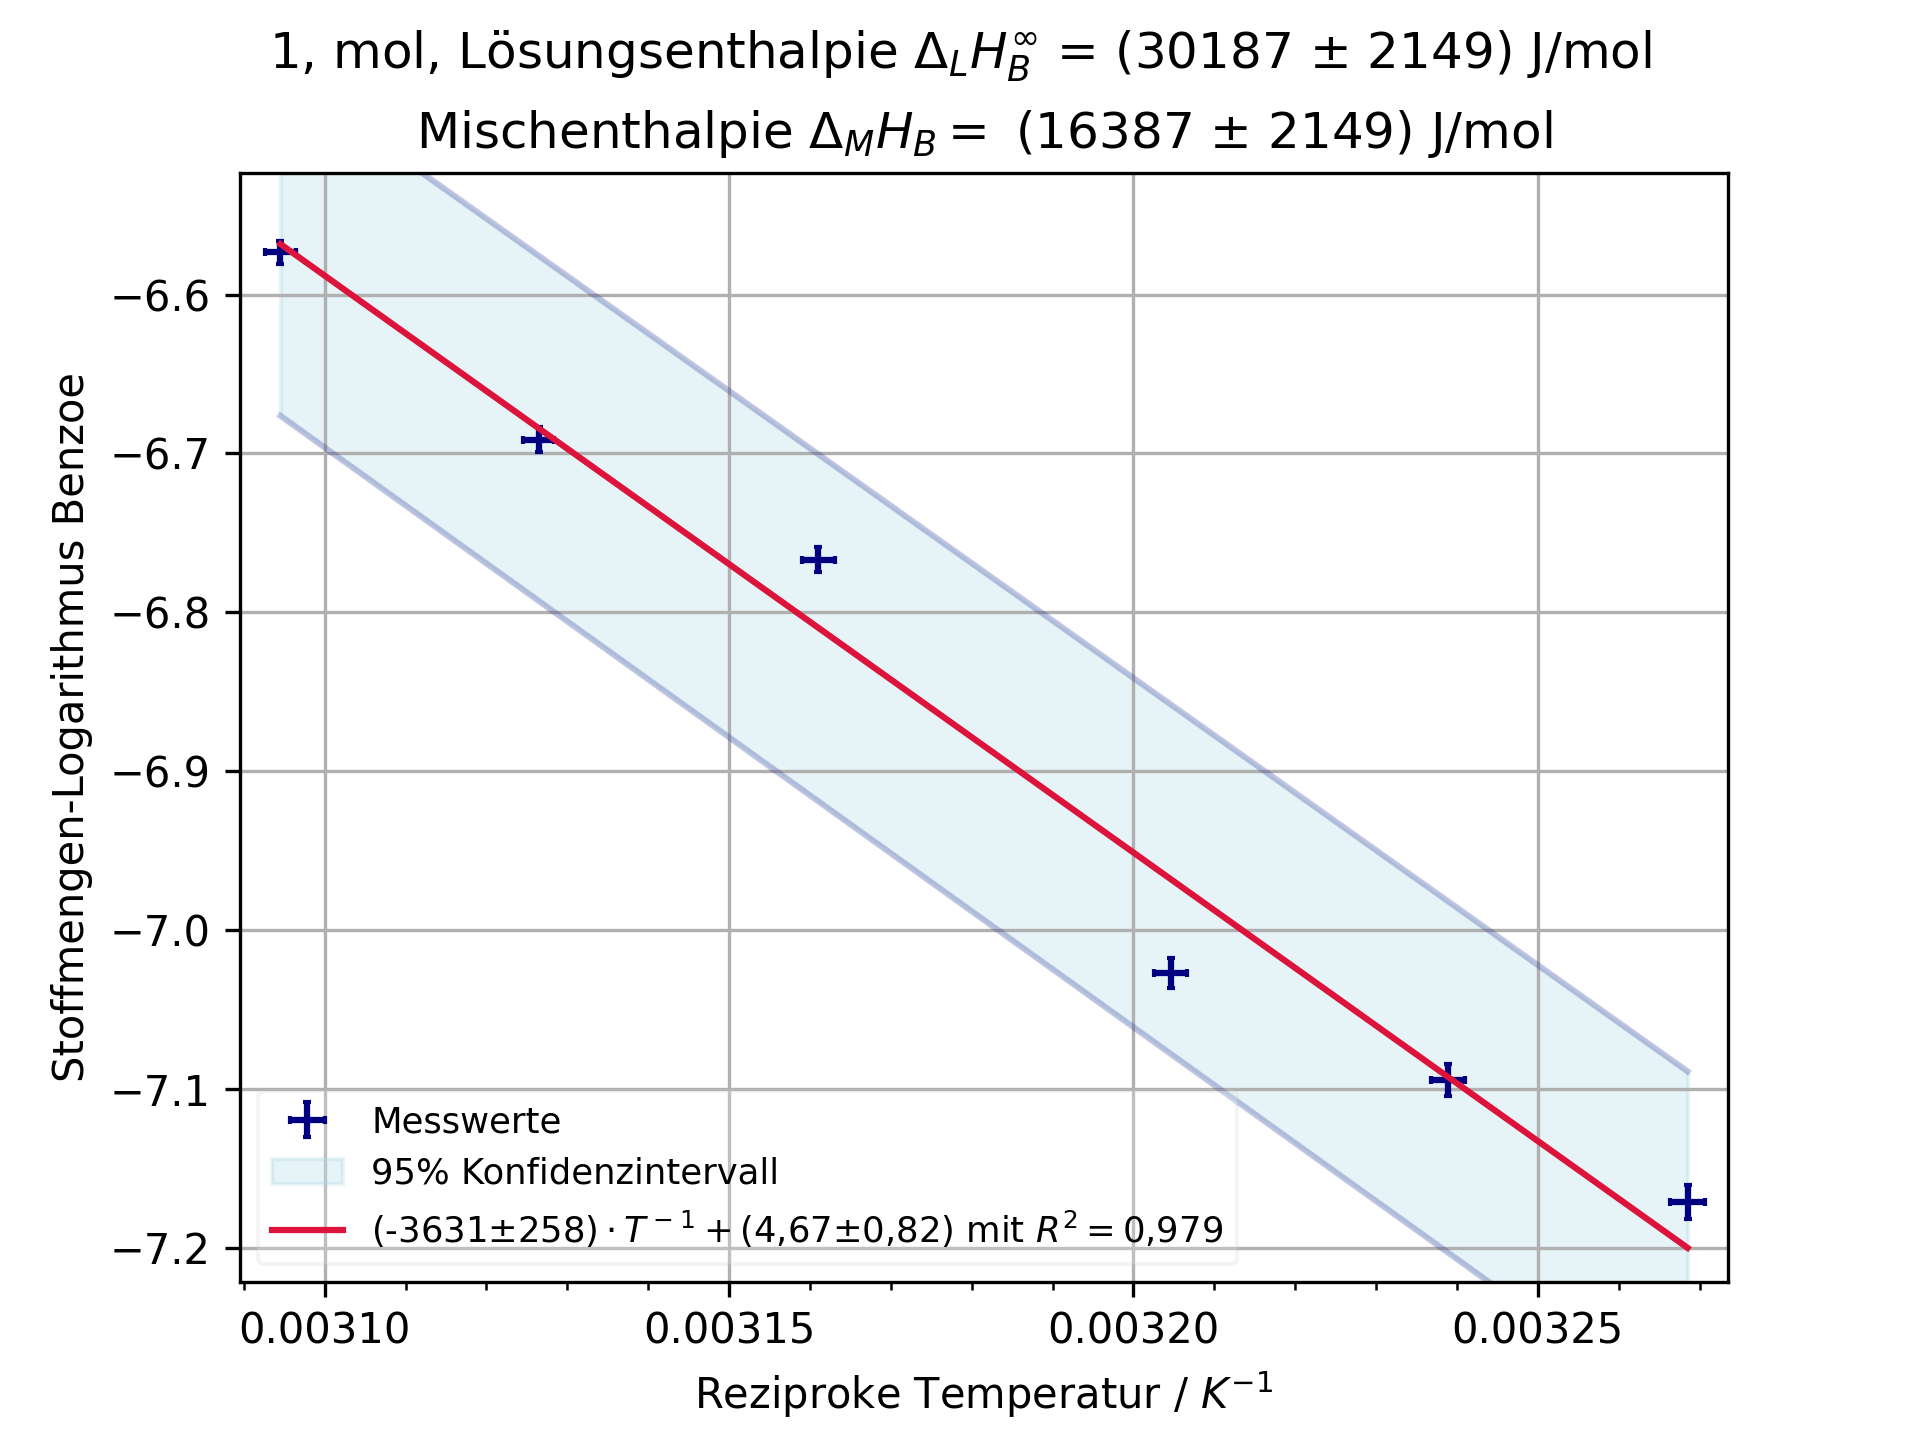 1, mol, Lösungsenthalpie Δ_L H_B^∞ = (30187 ± 2149) J/mol
Mischenthalpie Δ_M H_B = (16387 ± 2149) J/mol
Stoffmengen-Logarithmus Benzoe
−6.6
−6.7
−6.8
−6.9
−7.0
−7.1
−7.2
Messwerte
95% Konfidenzintervall
(-3631±258) · T⁻¹ + (4,67±0,82) mit R² = 0,979
0.00310 0.00315 0.00320 0.00325
Reziproke Temperatur / K⁻¹